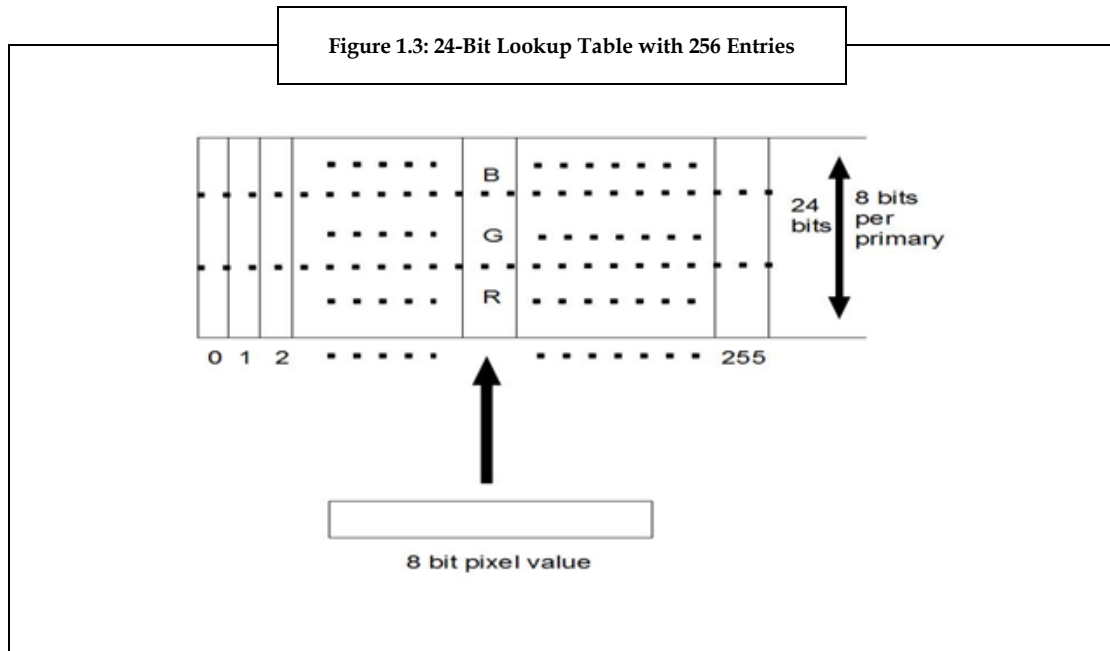 Figure 1.3: 24-Bit Lookup Table with 256 Entries
B
G
R
24
bits
8 bits
per
primary
0 1 2 255
8 bit pixel value